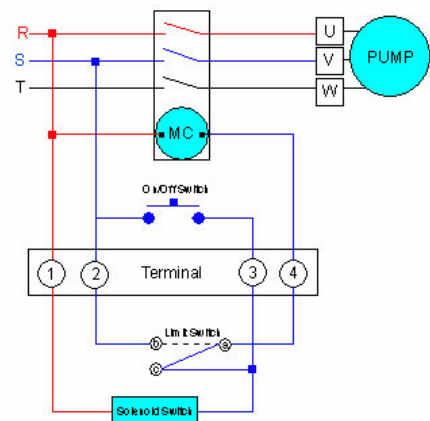 R
U
S
V
PUMP
T
W
MC
On/Off Switch
1
2
Terminal
3
4
Limit Switch
b
a
c
Solenoid Switch